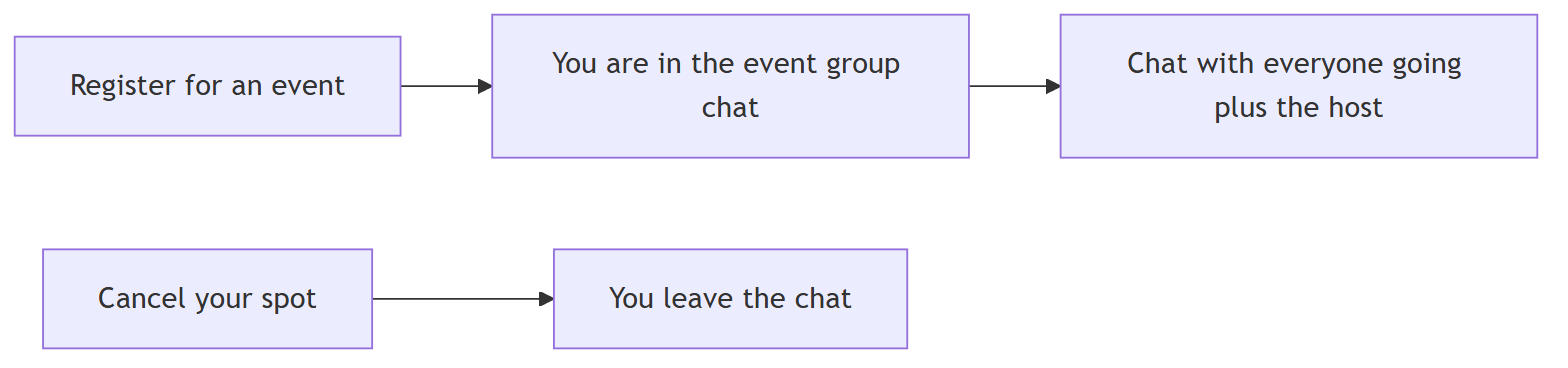 Register for an event
You are in the event group
chat
Chat with everyone going
plus the host
Cancel your spot
You leave the chat